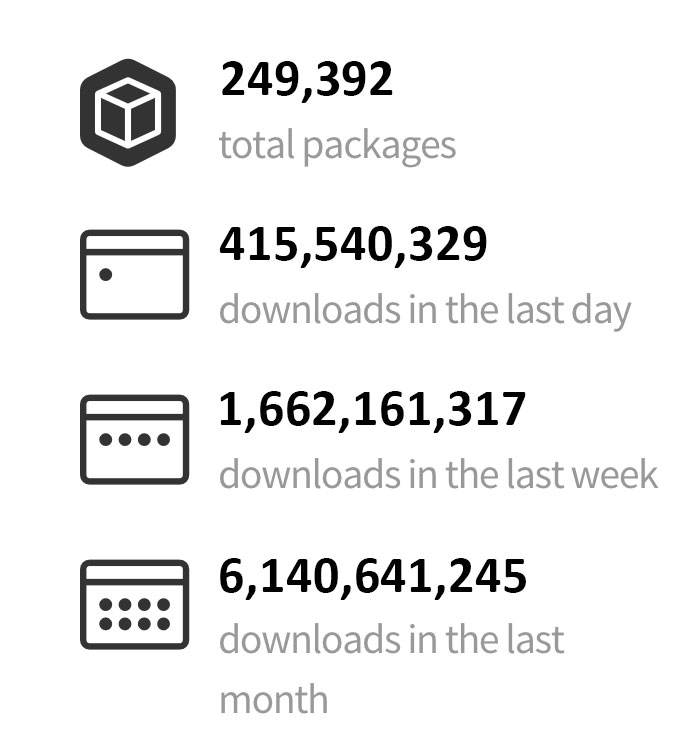 249,392
total packages
415,540,329
downloads in the last day
1,662,161,317
downloads in the last week
6,140,641,245
downloads in the last
month